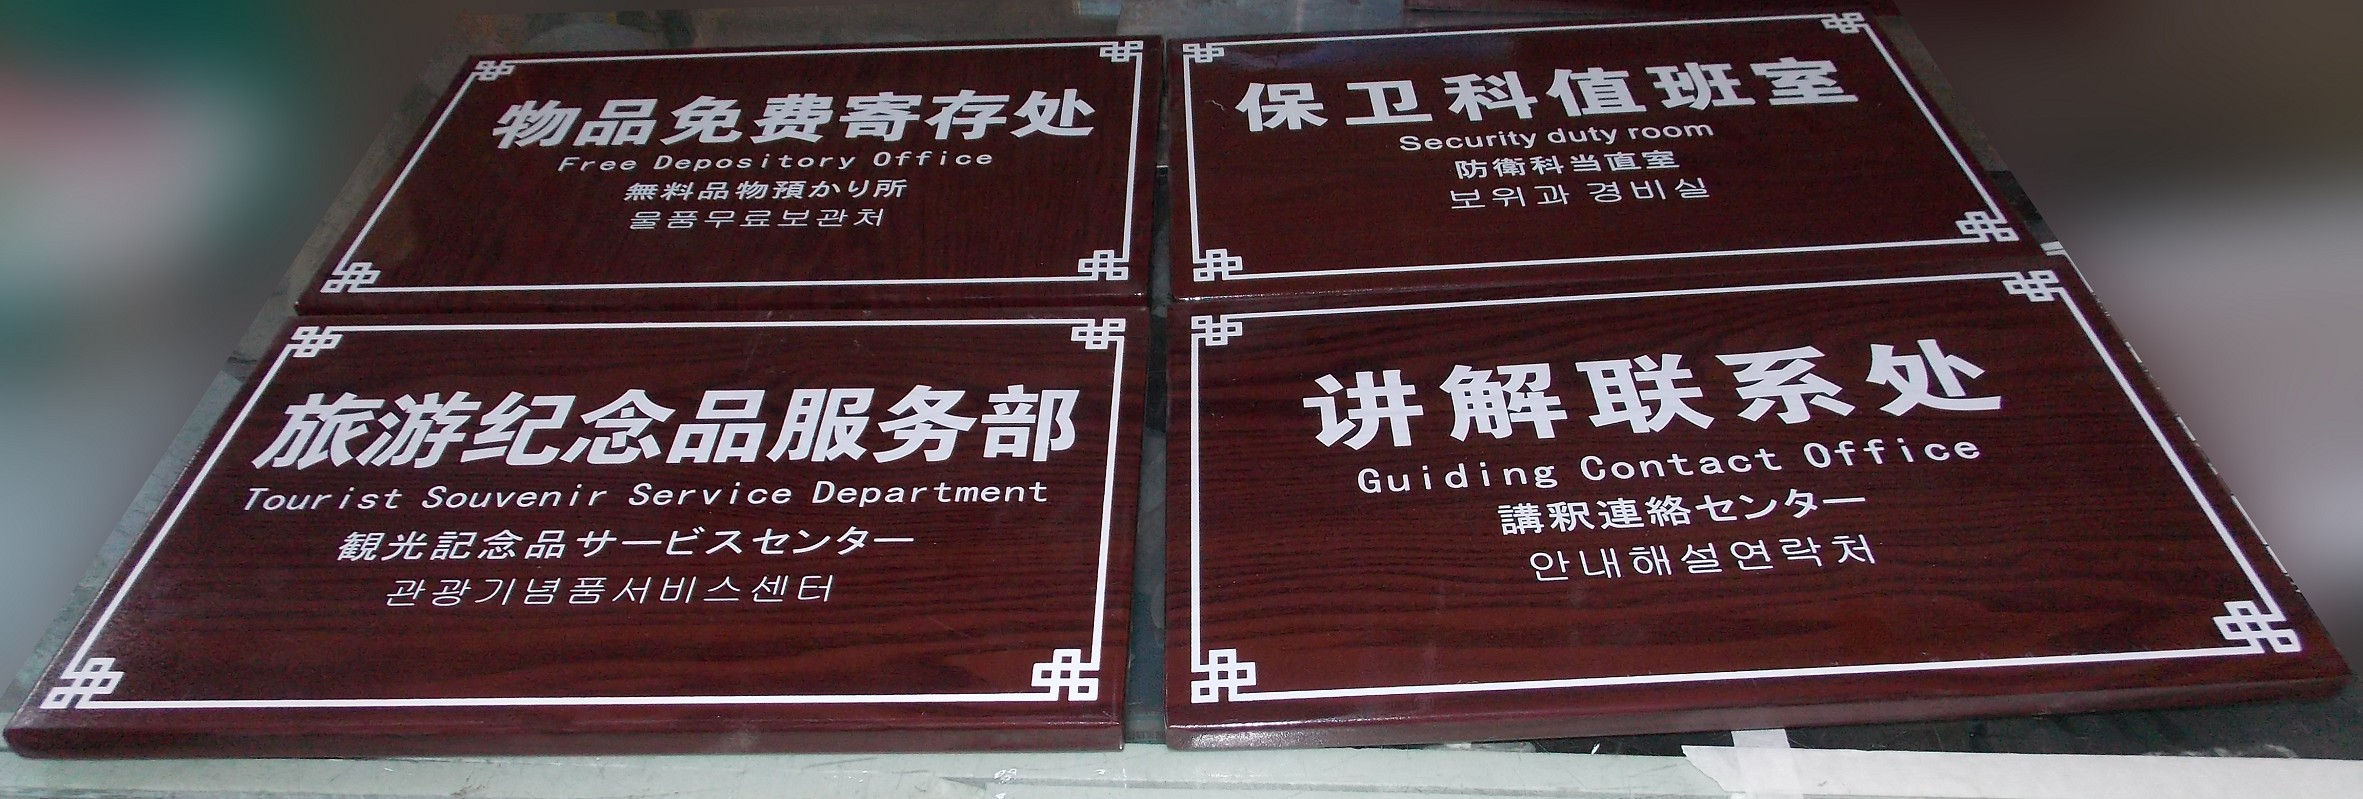 物品免费寄存处
Free Depository Office
無料品物預かり所
물품무료보관처
保卫科值班室
Security duty room
防衛科当直室
보위과 경비실
旅游纪念品服务部
Tourist Souvenir Service Department
観光記念品サービスセンター
관광기념품서비스센터
讲解联系处
Guiding Contact Office
講釈連絡センター
안내해설연락처